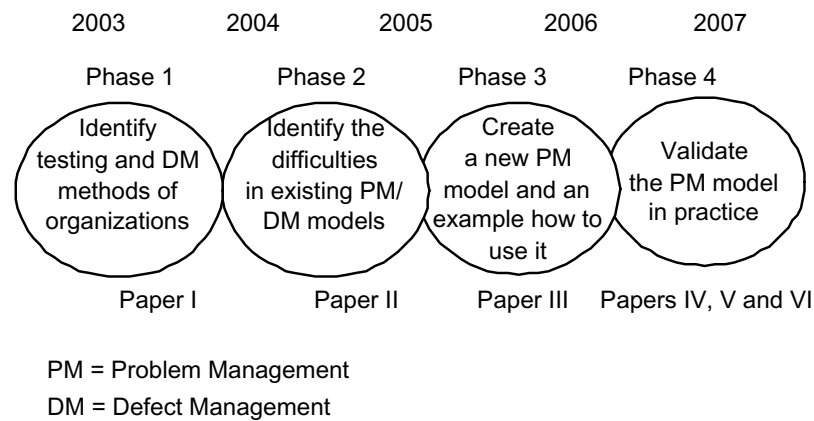 2003 2004 2005 2006 2007
Phase 1 Phase 2 Phase 3 Phase 4
Identify
testing and DM
methods of
organizations
Identify the
difficulties
in existing PM/
DM models
Create
a new PM
model and an
example how to
use it
Validate
the PM model
in practice
Paper I Paper II Paper III Papers IV, V and VI
PM = Problem Management
DM = Defect Management